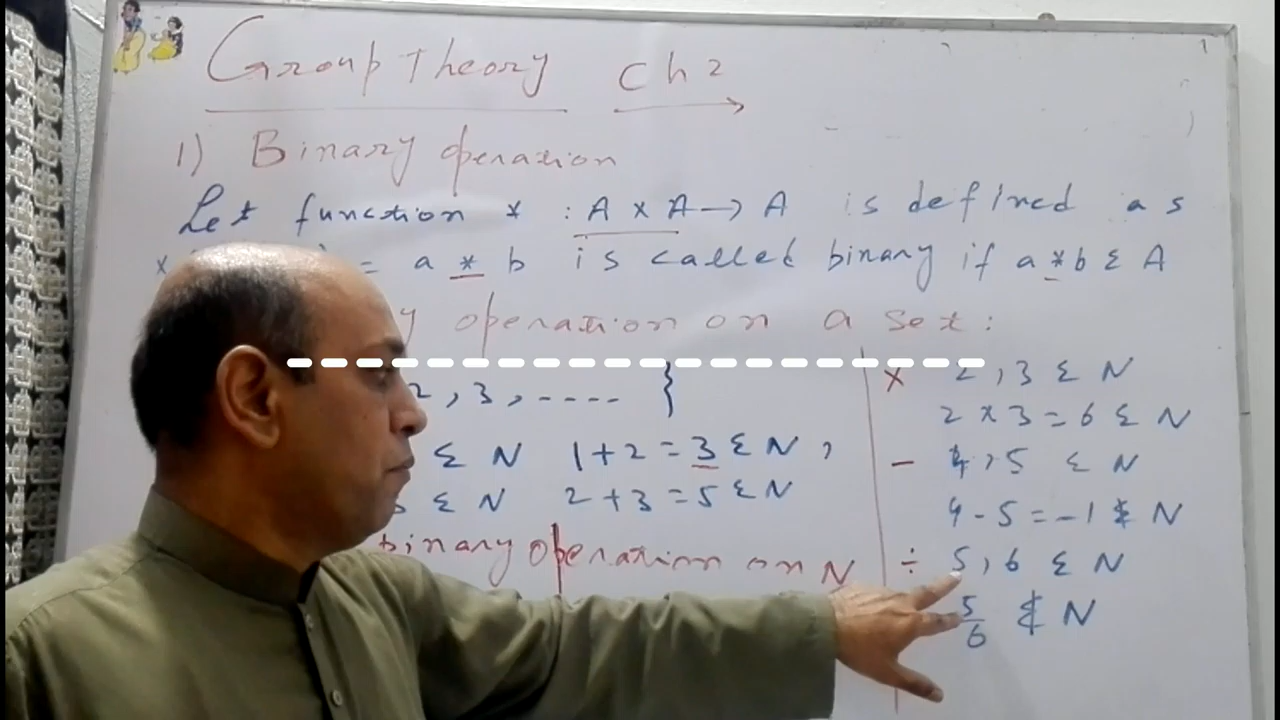 Group Theory Ch 2
1) Binary operation
Let function * : A x A → A is defined as
= a * b is called binary if a * b ε A
operation on a set:
2 , 3 , - - - - }
ε N 1 + 2 = 3 ε N ,
ε N 2 + 3 = 5 ε N
binary operation on N
x 2 , 3 ε N
2 x 3 = 6 ε N
- 4 , 5 ε N
4 - 5 = -1 ∉ N
÷ 5 , 6 ε N
5/6 ∉ N